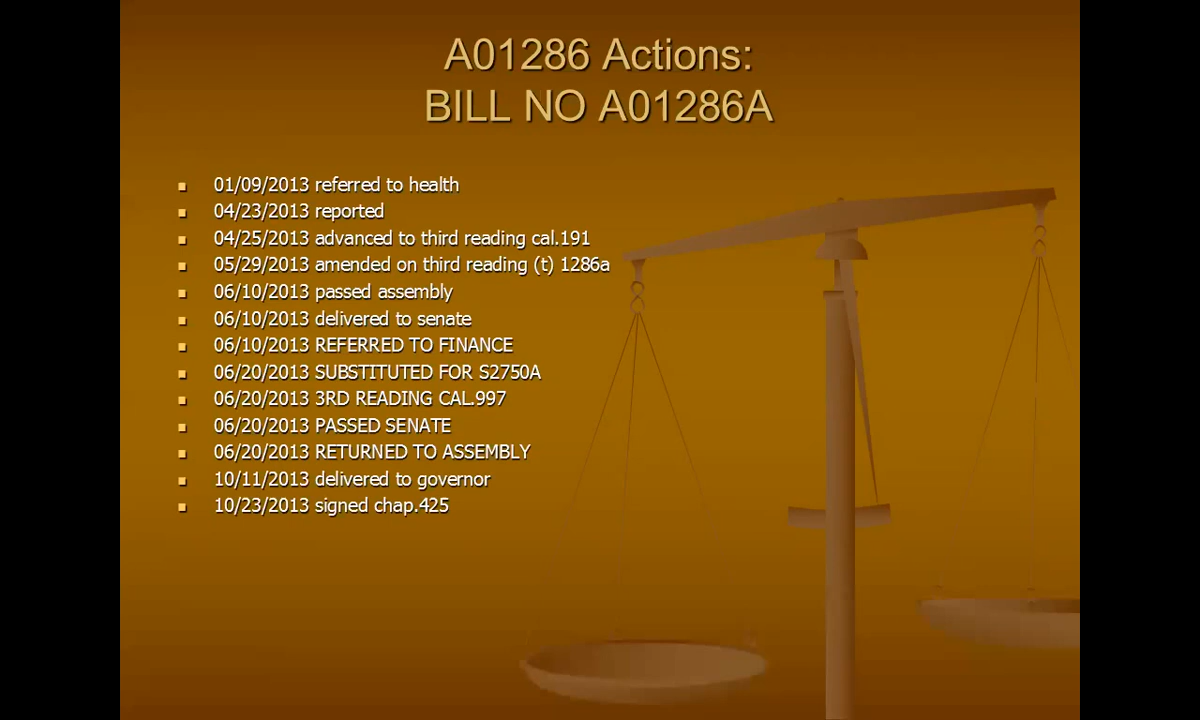 A01286 Actions:
BILL NO A01286A
01/09/2013 referred to health
04/23/2013 reported
04/25/2013 advanced to third reading cal.191
05/29/2013 amended on third reading (t) 1286a
06/10/2013 passed assembly
06/10/2013 delivered to senate
06/10/2013 REFERRED TO FINANCE
06/20/2013 SUBSTITUTED FOR S2750A
06/20/2013 3RD READING CAL.997
06/20/2013 PASSED SENATE
06/20/2013 RETURNED TO ASSEMBLY
10/11/2013 delivered to governor
10/23/2013 signed chap.425